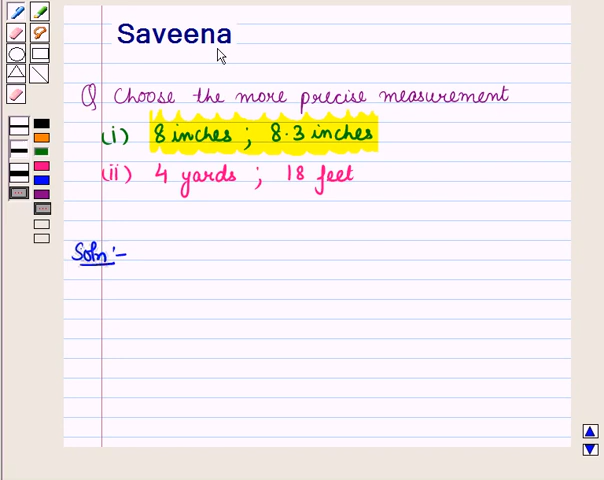 Saveena
Q Choose the more precise measurement
(i) 8 inches ; 8.3 inches
(ii) 4 yards ; 18 feet
Soln :-